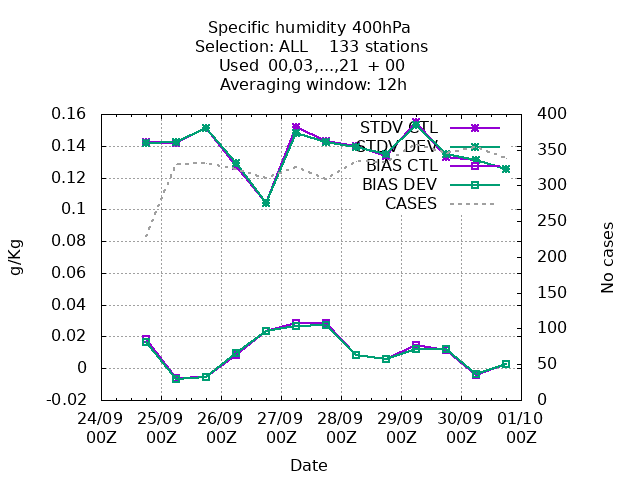 Specific humidity 400hPa
Selection: ALL 133 stations
Used 00,03,...,21 + 00
Averaging window: 12h
0.16
0.14
0.12
0.1
0.08
0.06
0.04
0.02
0
-0.02
g/Kg
STDV CTL
STDV DEV
BIAS CTL
BIAS DEV
CASES
400
350
300
250
200
150
100
50
0
No cases
24/09 25/09 26/09 27/09 28/09 29/09 30/09 01/10
00Z 00Z 00Z 00Z 00Z 00Z 00Z 00Z
Date